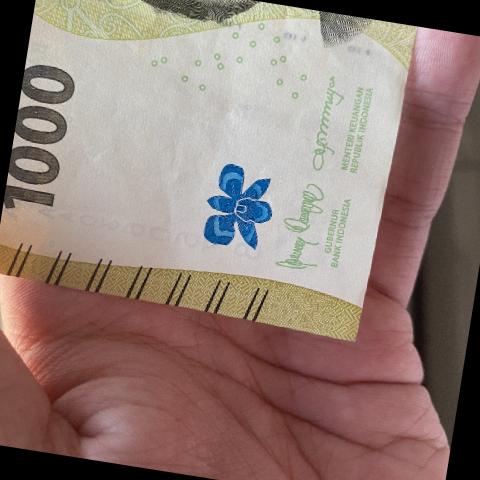 1000
MENTERI KEUANGAN
REPUBLIK INDONESIA
GUBERNUR
BANK INDONESIA